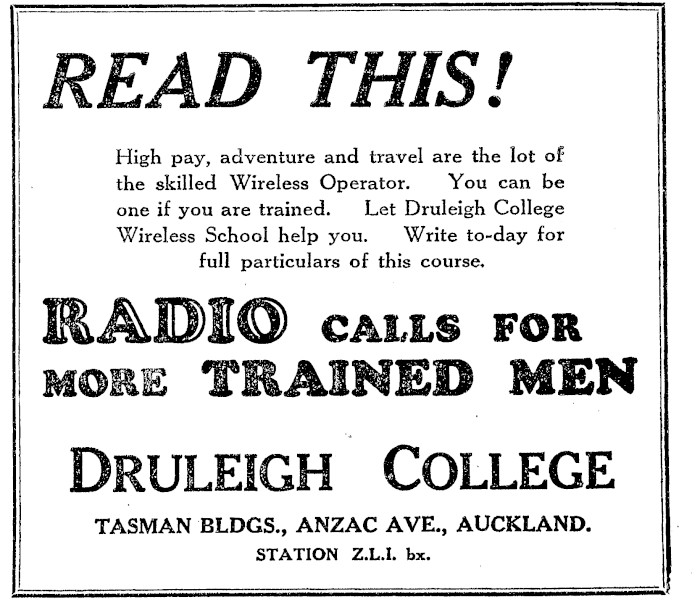 READ THIS!
High pay, adventure and travel are the lot of
the skilled Wireless Operator. You can be
one if you are trained. Let Druleigh College
Wireless School help you. Write to-day for
full particulars of this course.
RADIO CALLS FOR
MORE TRAINED MEN
DRULEIGH COLLEGE
TASMAN BLDGS., ANZAC AVE., AUCKLAND.
STATION Z.L.I. bx.